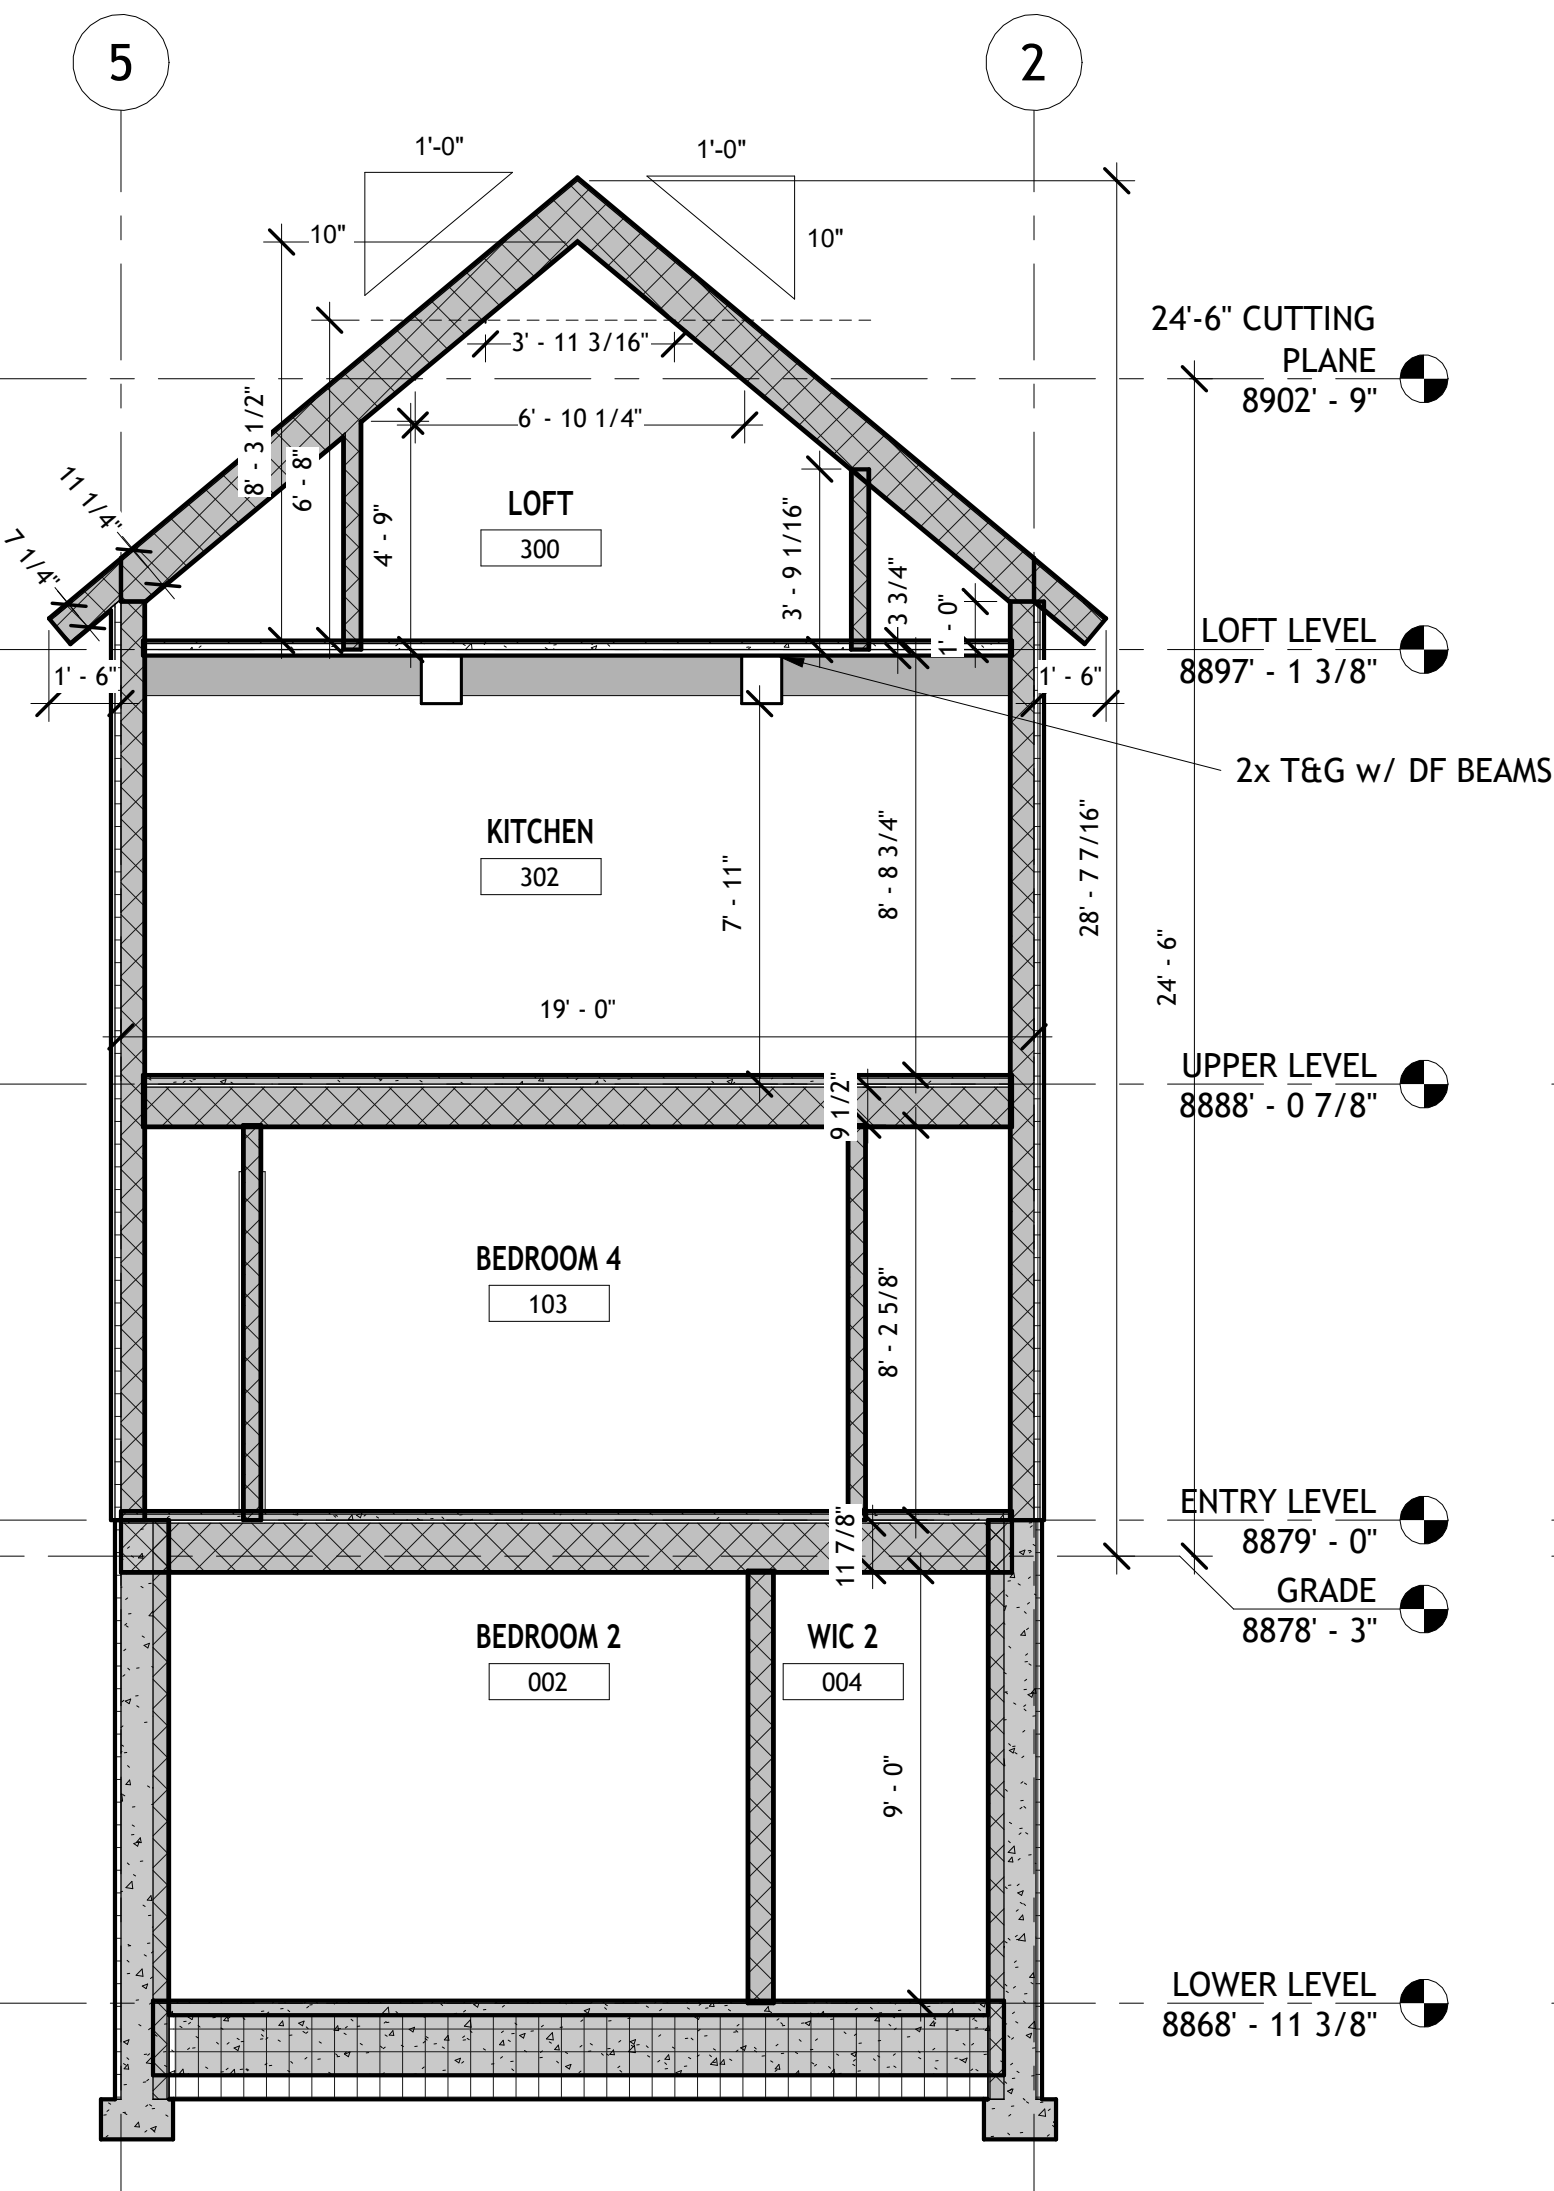 5
2
1'-0"
1'-0"
10"
10"
24'-6" CUTTING
PLANE
8902' - 9"
3' - 11 3/16"
6' - 10 1/4"
8' - 3 1/2"
6' - 8"
4' - 9"
11 1/4"
7 1/4"
LOFT
300
3' - 9 1/16"
3 3/4"
1' - 0"
LOFT LEVEL
8897' - 1 3/8"
1' - 6"
1' - 6"
2x T&G w/ DF BEAMS
KITCHEN
302
7' - 11"
8' - 8 3/4"
28' - 7 7/16"
24' - 6"
19' - 0"
UPPER LEVEL
8888' - 0 7/8"
9 1/2"
BEDROOM 4
103
8' - 2 5/8"
ENTRY LEVEL
8879' - 0"
11 7/8"
GRADE
8878' - 3"
BEDROOM 2
002
WIC 2
004
9' - 0"
LOWER LEVEL
8868' - 11 3/8"